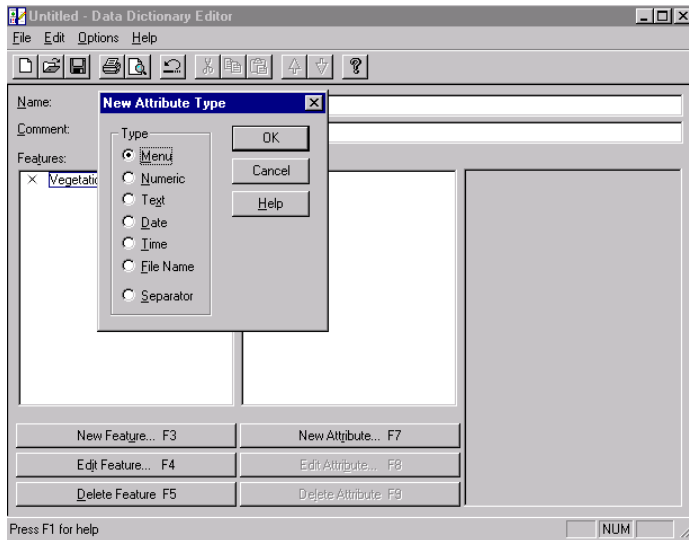 Untitled - Data Dictionary Editor
File Edit Options Help
Name:
Comment:
Features:
Vegetatio
New Attribute Type
Type
Menu
Numeric
Text
Date
Time
File Name
Separator
OK
Cancel
Help
New Feature... F3
New Attribute... F7
Edit Feature... F4
Edit Attribute... F8
Delete Feature F5
Delete Attribute F9
Press F1 for help
NUM